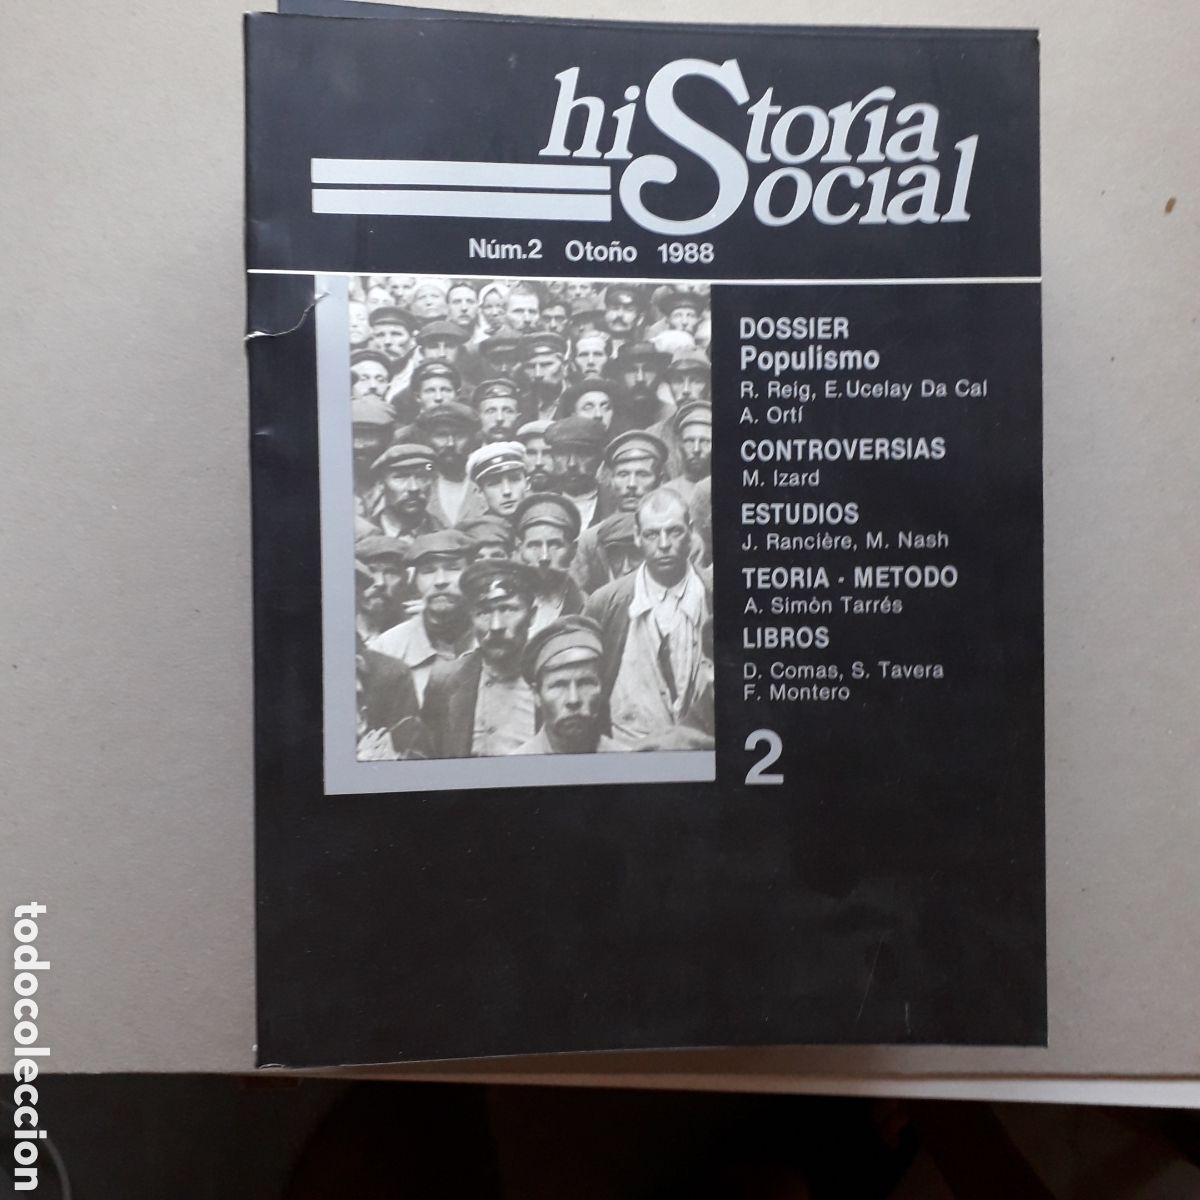 hiStoria
Social
Núm.2 Otoño 1988
DOSSIER
Populismo
R. Reig, E. Ucelay Da Cal
A. Ortí
CONTROVERSIAS
M. Izard
ESTUDIOS
J. Rancière, M. Nash
TEORIA - METODO
A. Simòn Tarrés
LIBROS
D. Comas, S. Tavera
F. Montero
2
todocoleccion